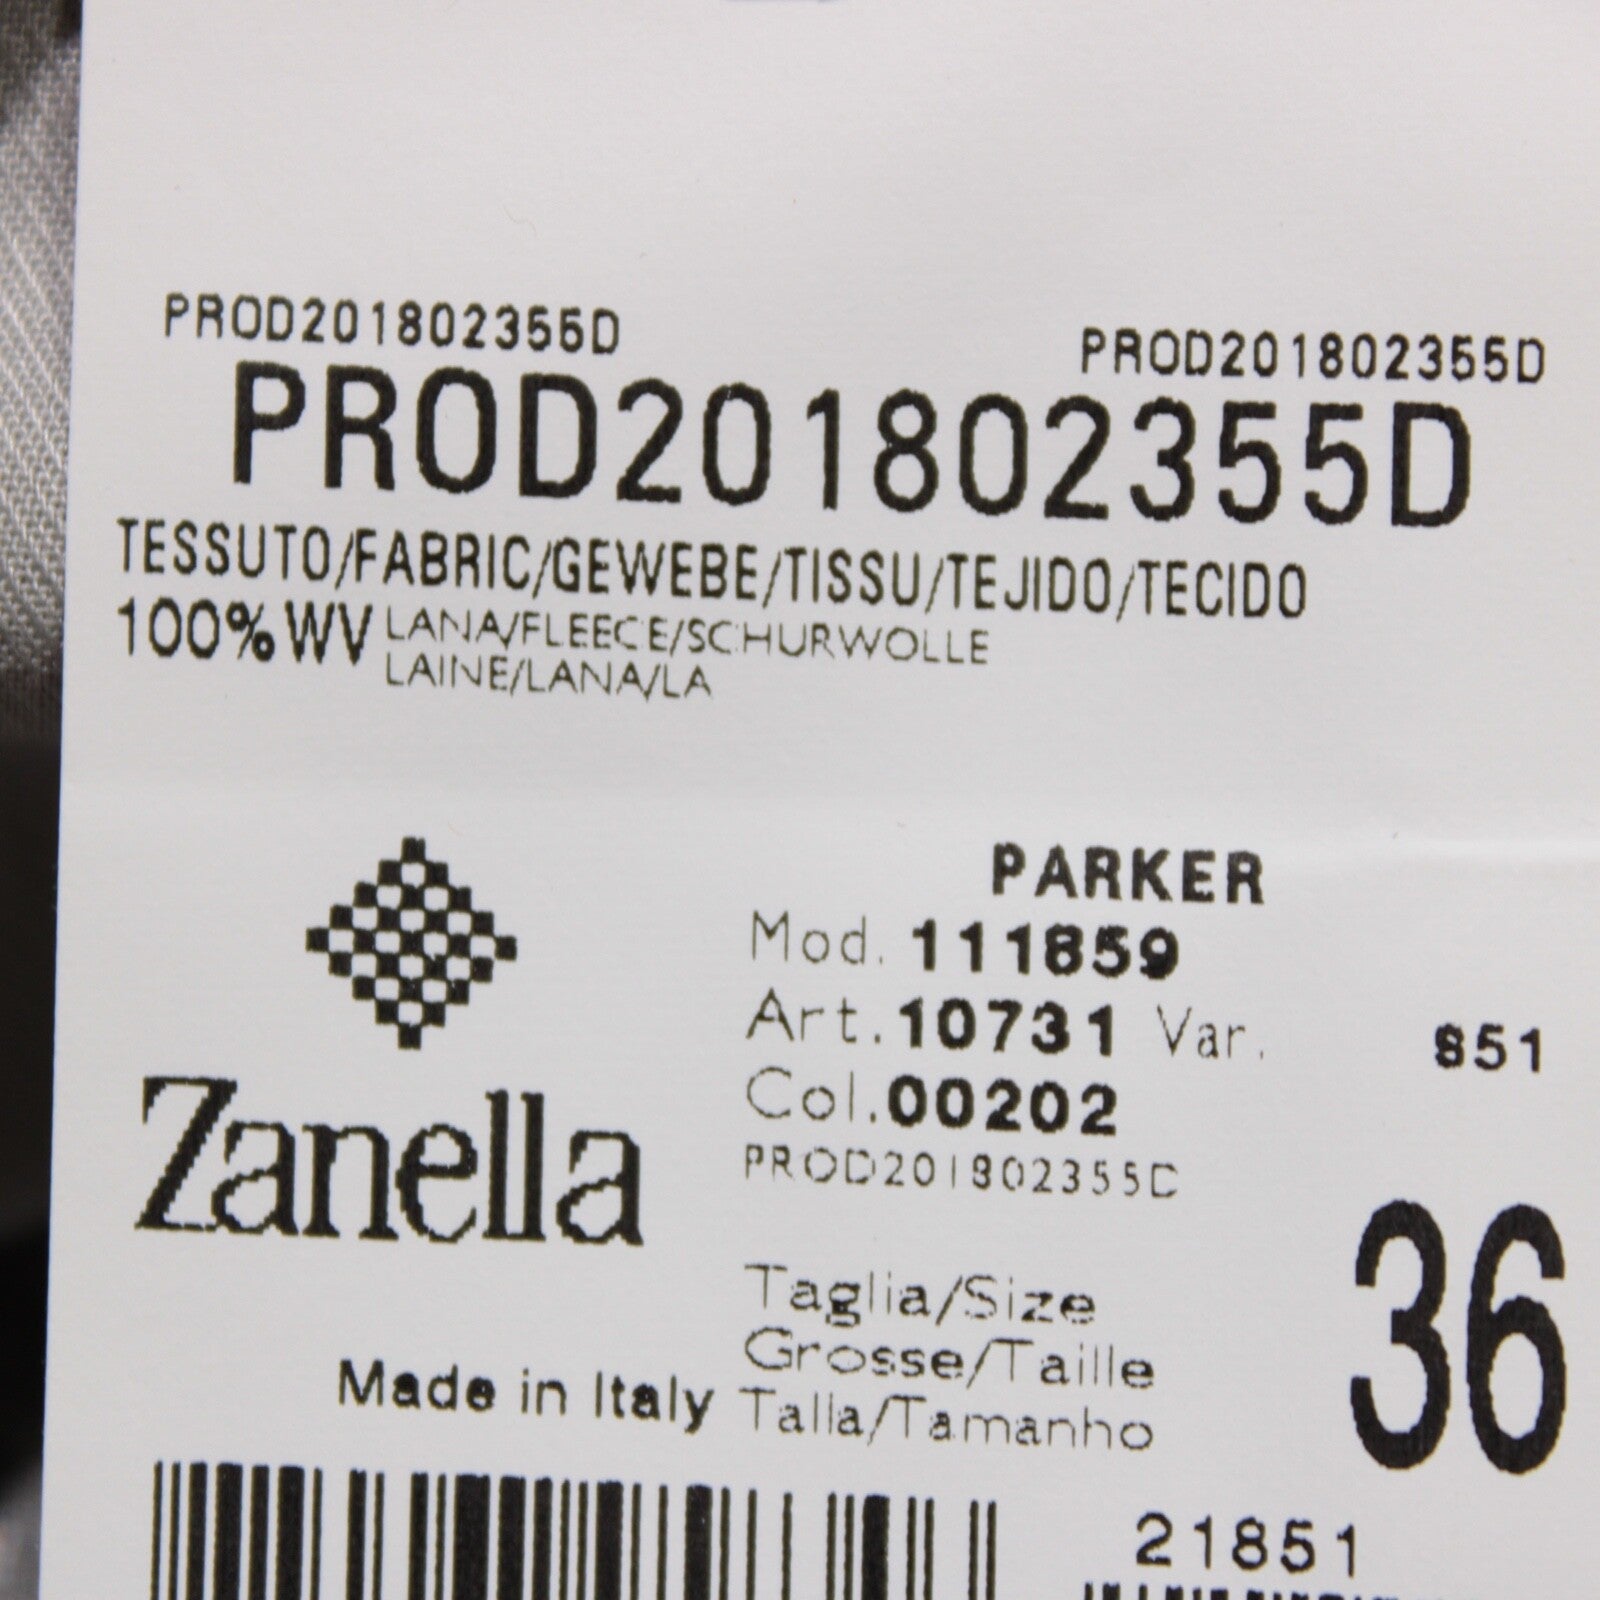 PROD201802355D
PROD201802355D
PROD201802355D
TESSUTO/FABRIC/GEWEBE/TISSU/TEJIDO/TECIDO
100% WV LANA/FLEECE/SCHURWOLLE
LAINE/LANA/LA
PARKER
Mod. 111859
Art. 10731 Var. 851
Col. 00202
PROD201802355D
Zanella
Taglia/Size
Grosse/Taille
Talla/Tamanho
36
Made in Italy
21851